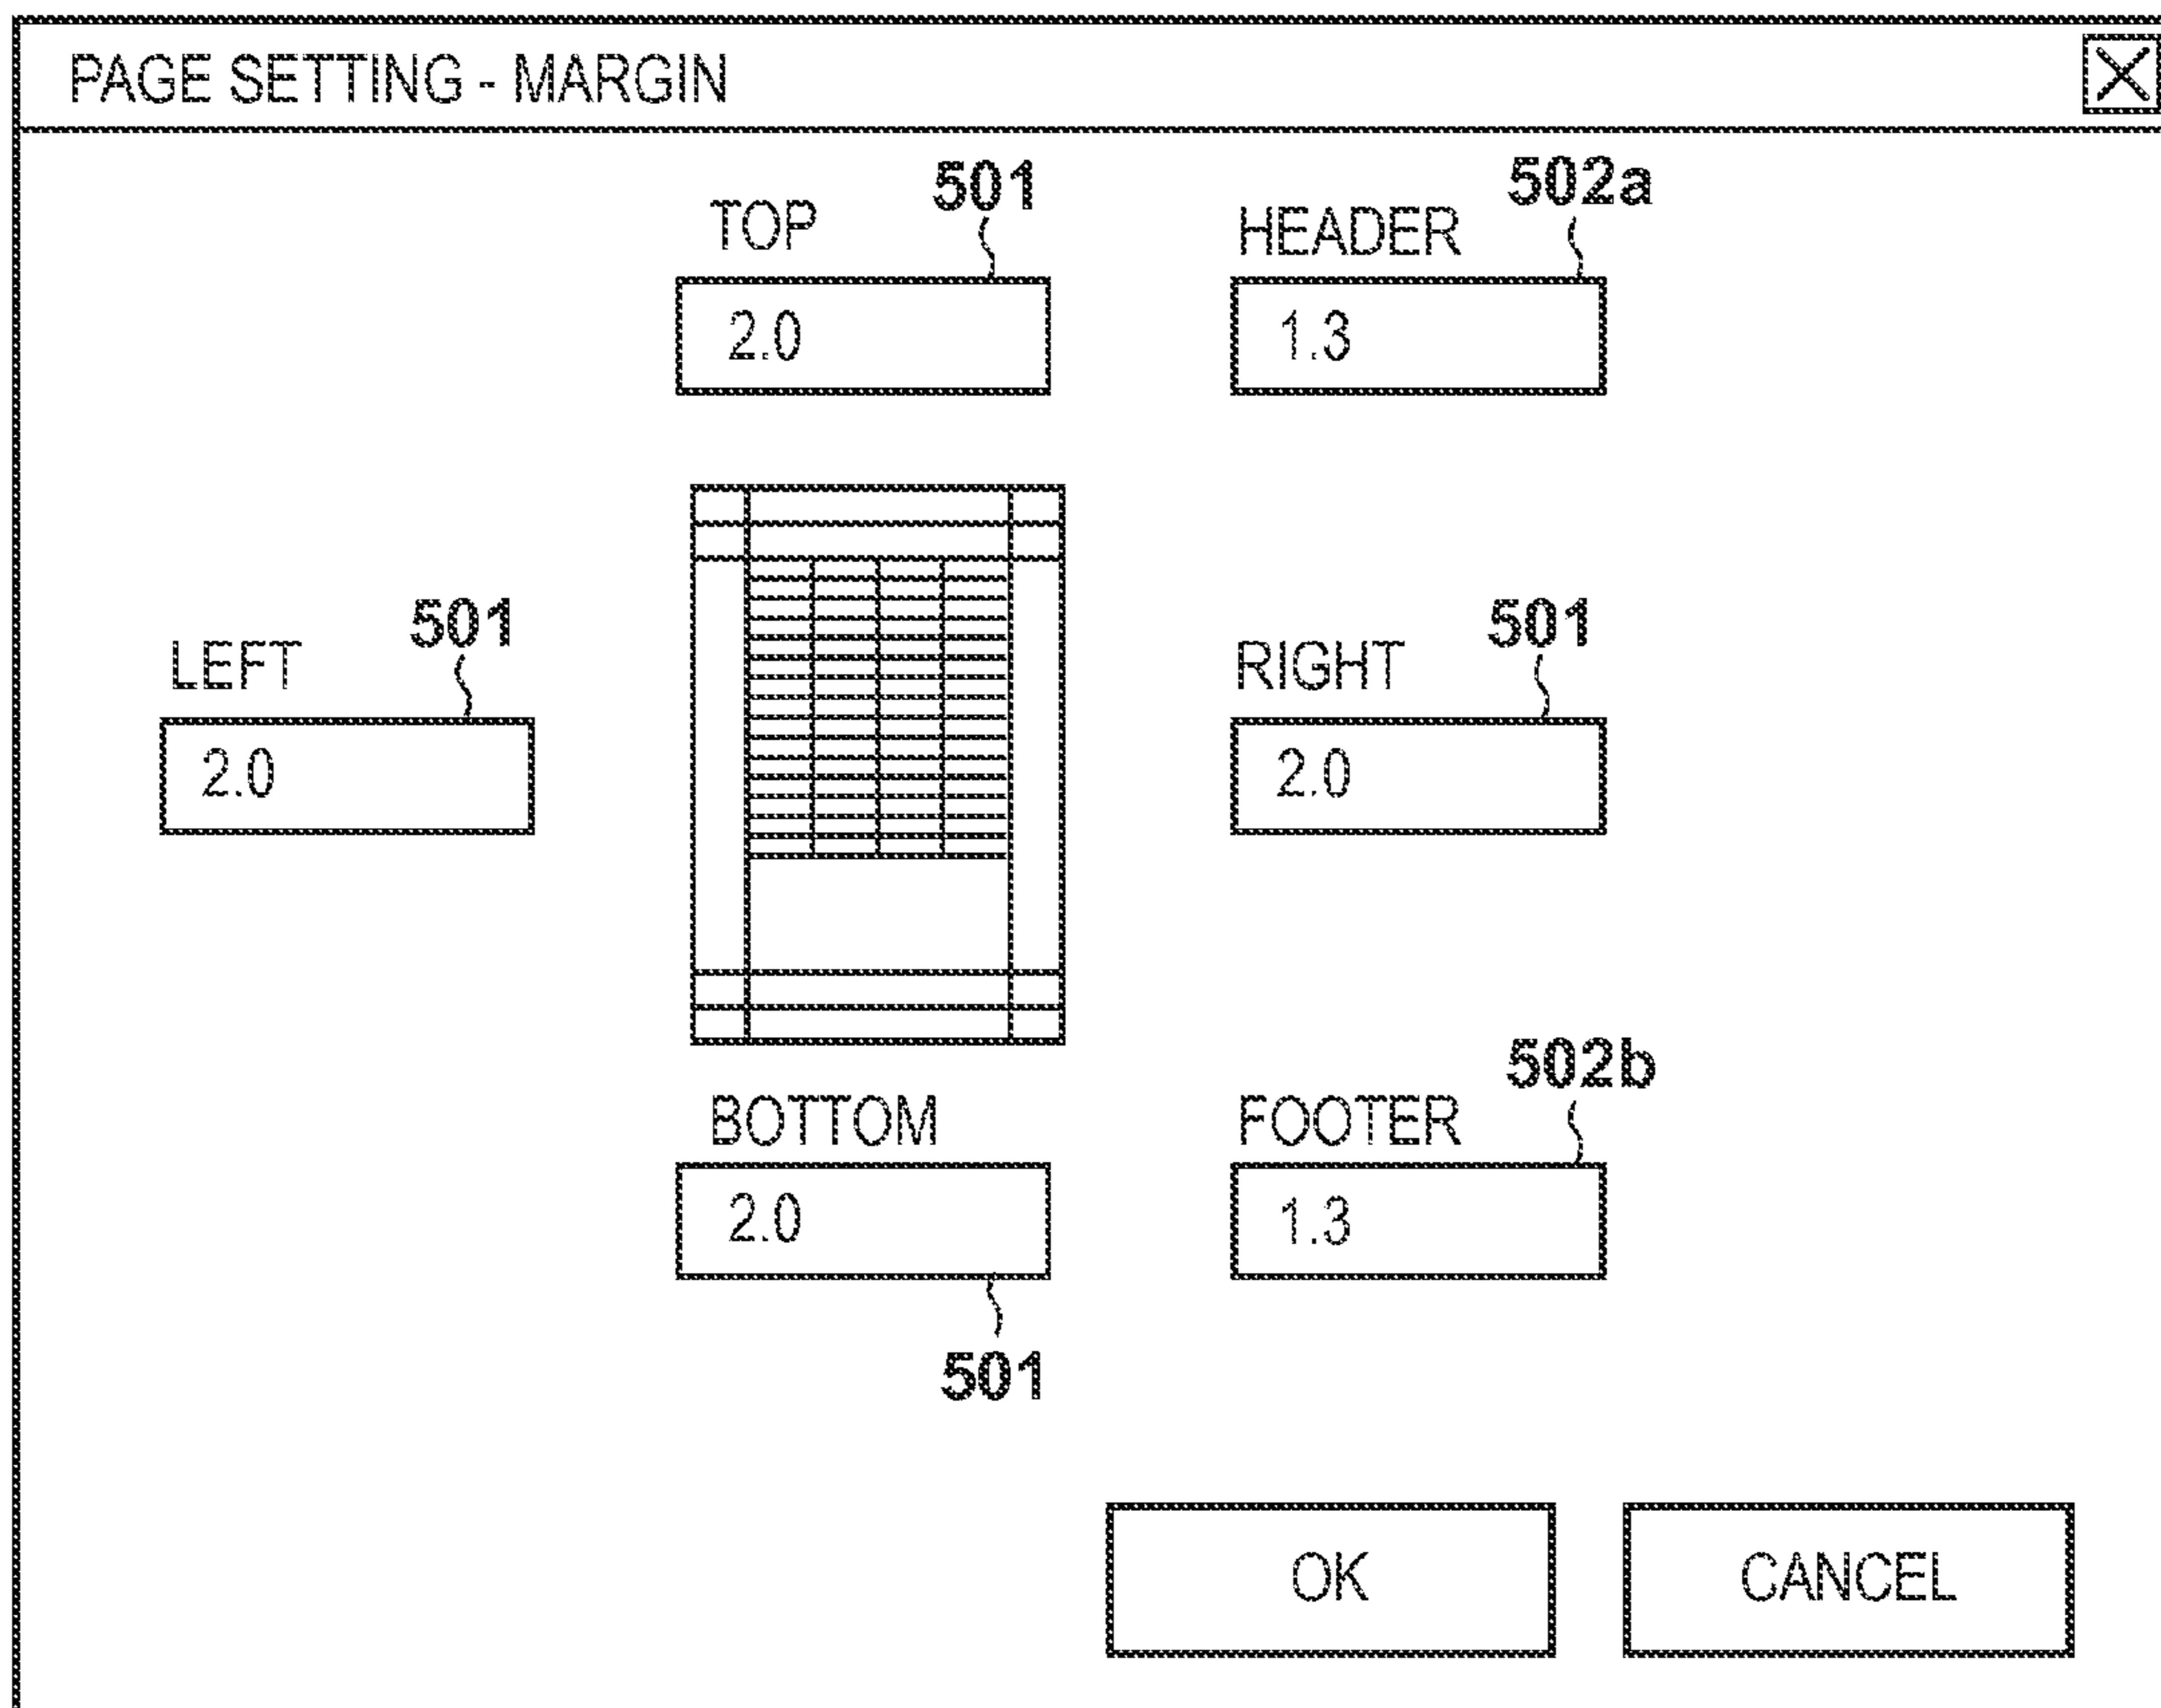 PAGE SETTING - MARGIN
501
502a
TOP
HEADER
2.0
1.3
501
501
LEFT
RIGHT
2.0
2.0
502b
BOTTOM
FOOTER
2.0
1.3
501
OK
CANCEL